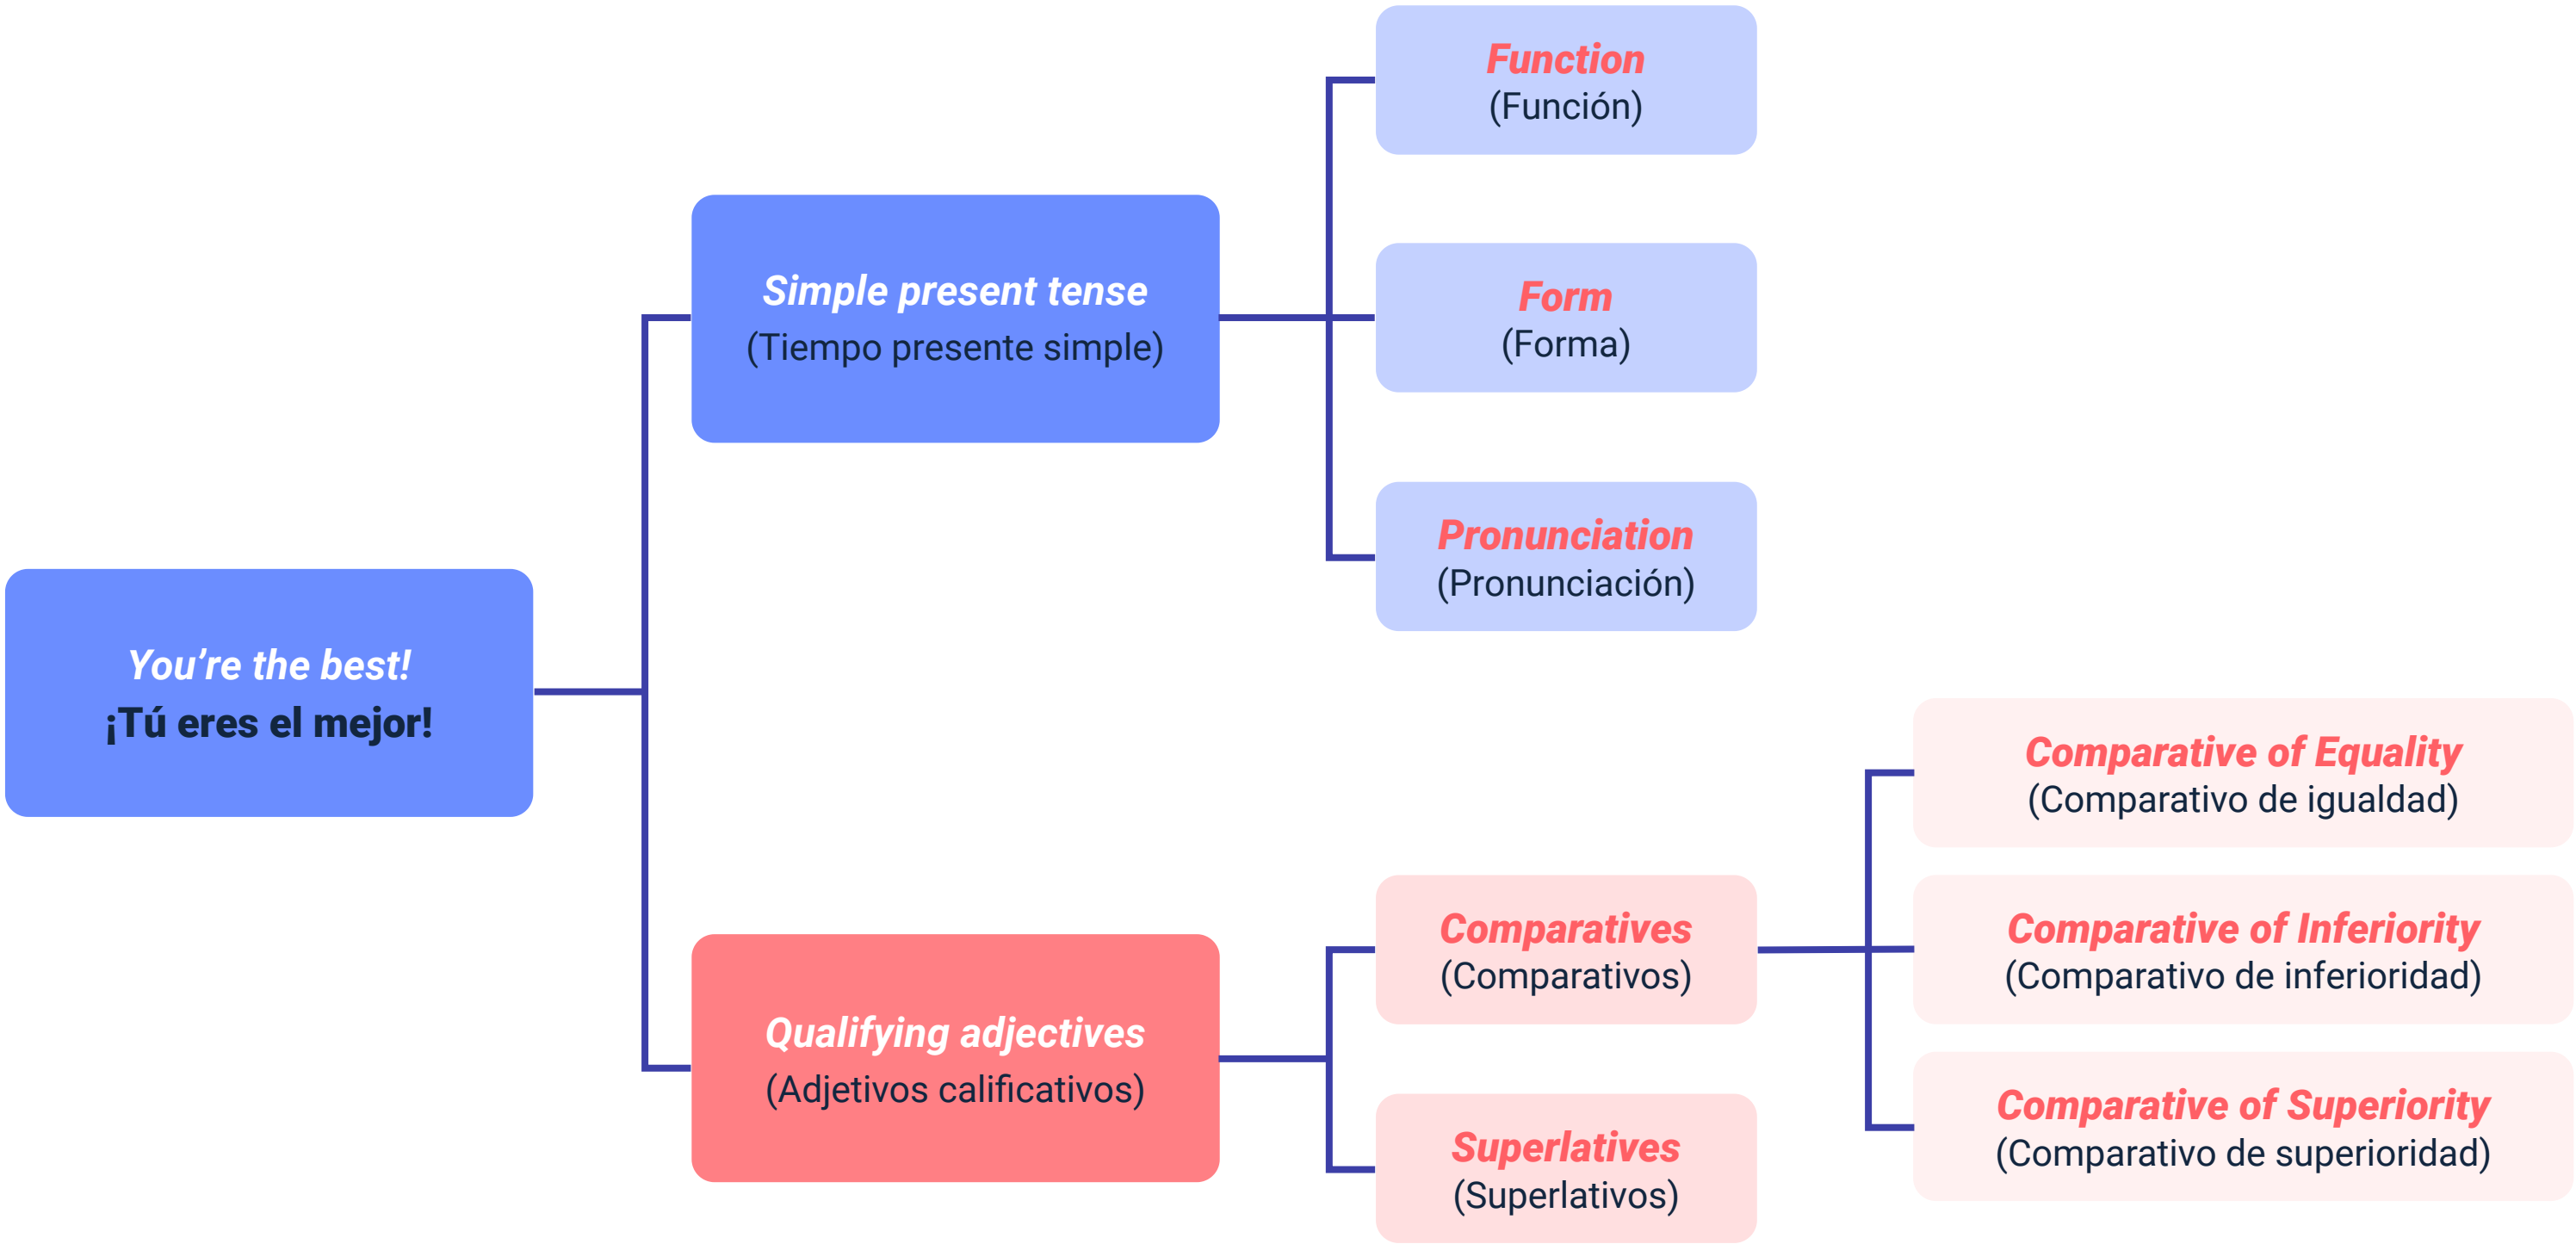 You’re the best!
¡Tú eres el mejor!
Simple present tense
(Tiempo presente simple)
Function
(Función)
Form
(Forma)
Pronunciation
(Pronunciación)
Qualifying adjectives
(Adjetivos calificativos)
Comparatives
(Comparativos)
Comparative of Equality
(Comparativo de igualdad)
Comparative of Inferiority
(Comparativo de inferioridad)
Comparative of Superiority
(Comparativo de superioridad)
Superlatives
(Superlativos)